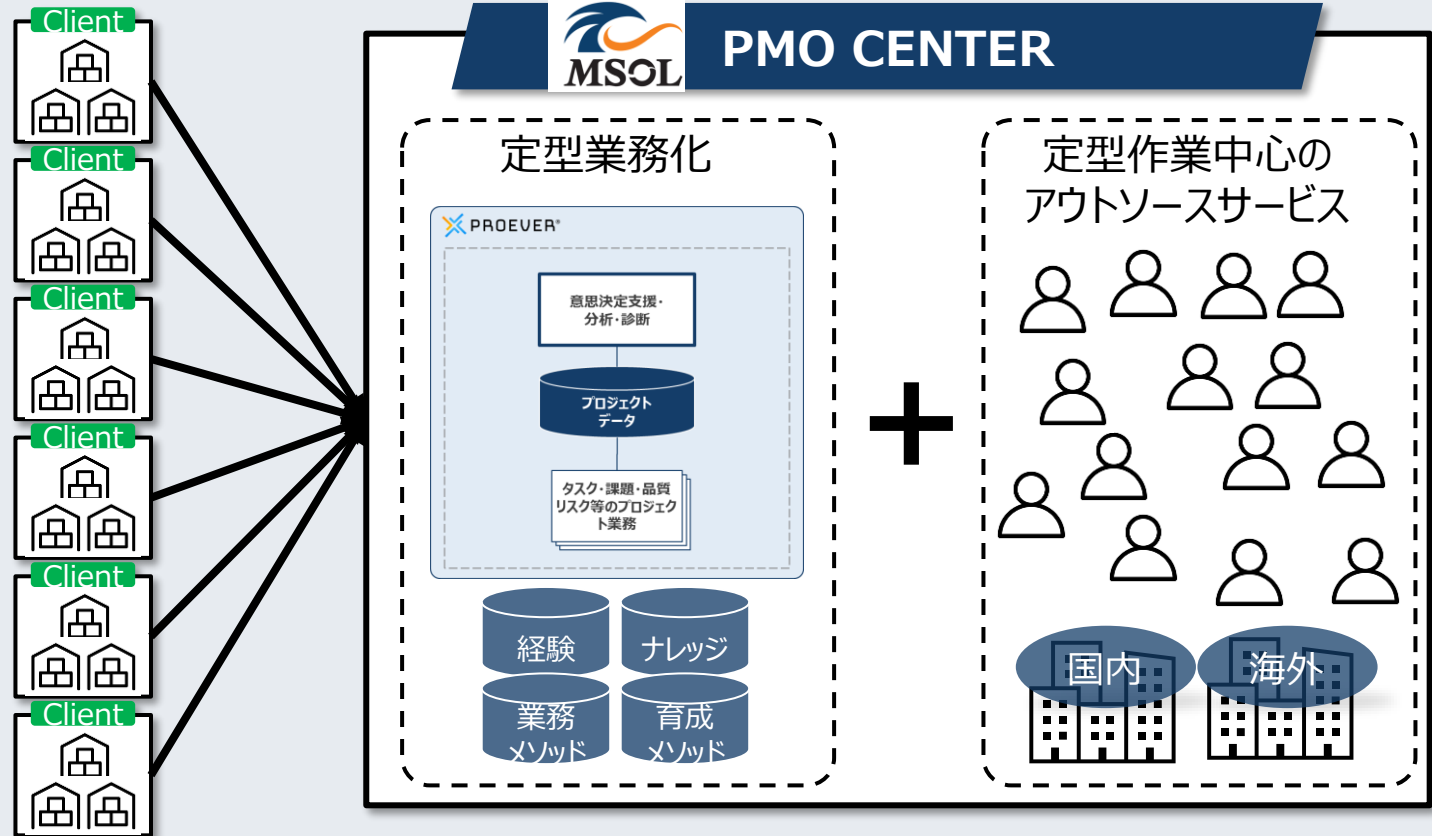 Client
Client
Client
Client
Client
Client
MSOL
PMO CENTER
定型業務化
PROEVER®
意思決定支援・
分析・診断
プロジェクト
データ
タスク・課題・品質
リスク等のプロジェク
ト業務
経験
ナレッジ
業務
メソッド
育成
メソッド
定型作業中心の
アウトソースサービス
国内
海外